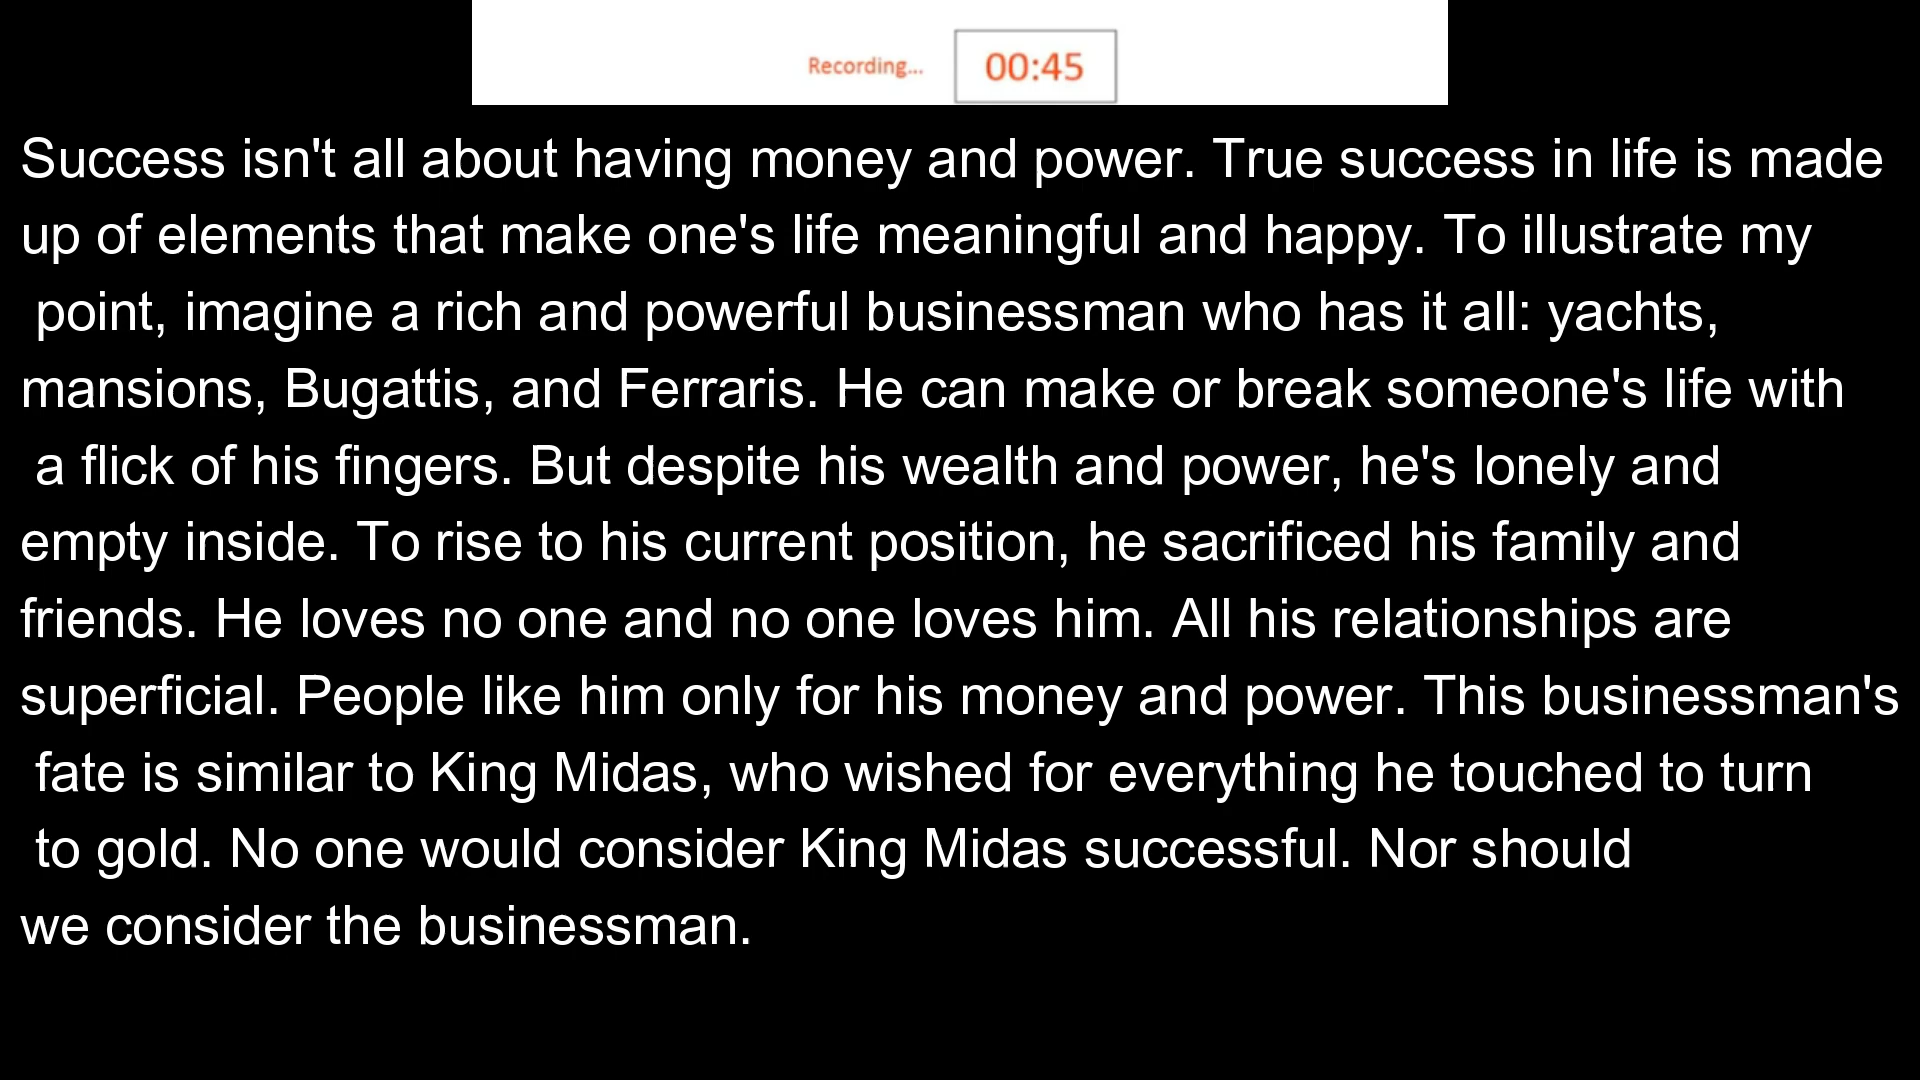 Recording... 00:45
Success isn't all about having money and power. True success in life is made
up of elements that make one's life meaningful and happy. To illustrate my
point, imagine a rich and powerful businessman who has it all: yachts,
mansions, Bugattis, and Ferraris. He can make or break someone's life with
a flick of his fingers. But despite his wealth and power, he's lonely and
empty inside. To rise to his current position, he sacrificed his family and
friends. He loves no one and no one loves him. All his relationships are
superficial. People like him only for his money and power. This businessman's
fate is similar to King Midas, who wished for everything he touched to turn
to gold. No one would consider King Midas successful. Nor should
we consider the businessman.